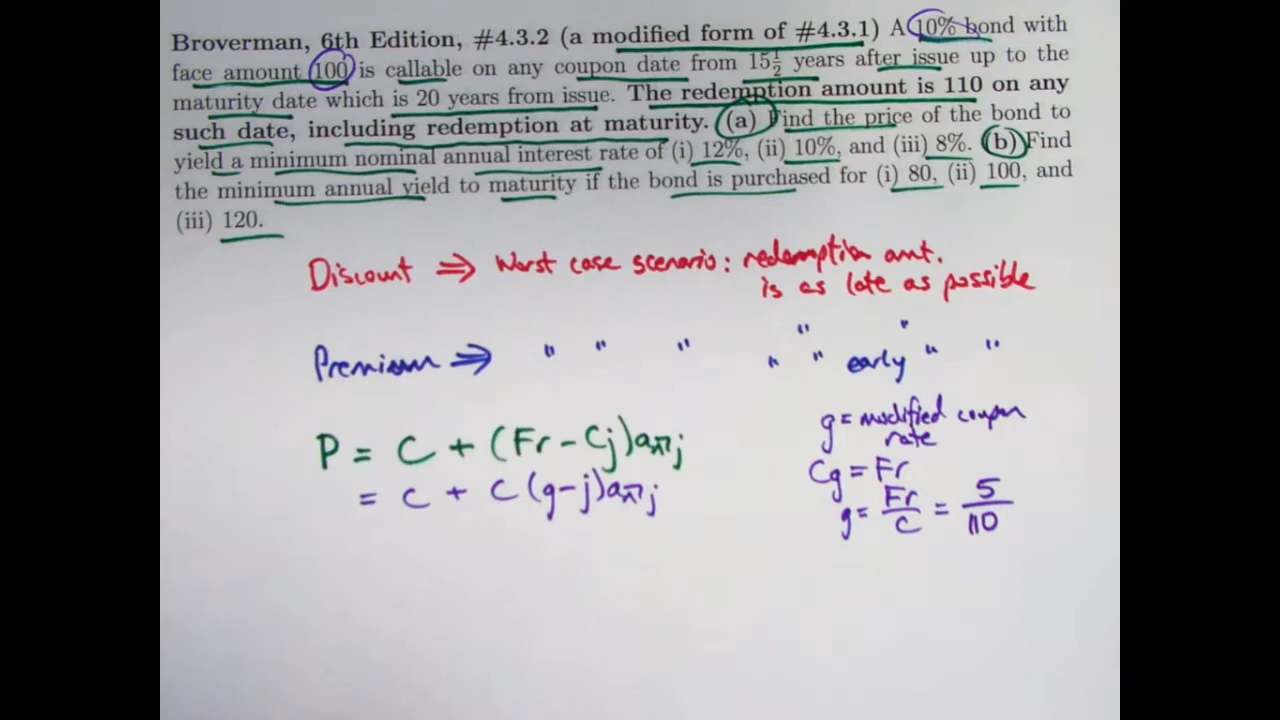 Broverman, 6th Edition, #4.3.2 (a modified form of #4.3.1) A 10% bond with
face amount 100 is callable on any coupon date from 15½ years after issue up to the
maturity date which is 20 years from issue. The redemption amount is 110 on any
such date, including redemption at maturity. (a) Find the price of the bond to
yield a minimum nominal annual interest rate of (i) 12%, (ii) 10%, and (iii) 8%. (b) Find
the minimum annual yield to maturity if the bond is purchased for (i) 80, (ii) 100, and
(iii) 120.
Discount ⇒ Worst case scenario: redemption amt.
is as late as possible
Premium ⇒ " " " " "
" " early " "
g = modified coupon
rate
P = C + (Fr - Cj)a_n̅|j
Cg = Fr
= C + C(g-j)a_n̅|j
g = Fr/C = 5/110